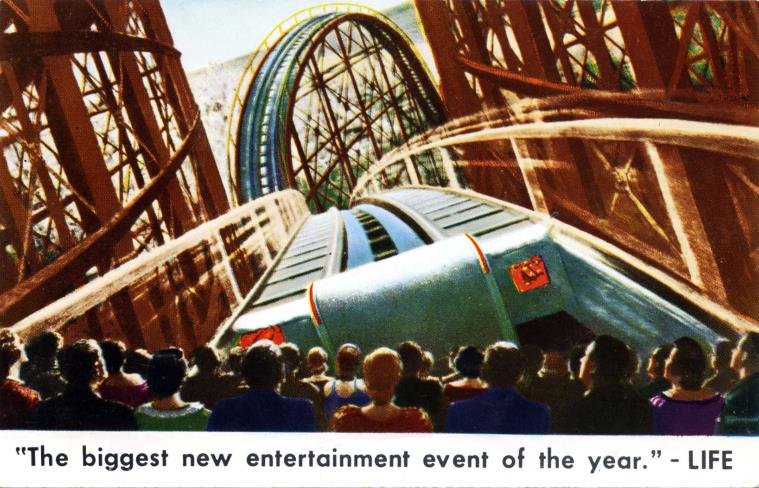 "The biggest new entertainment event of the year." - LIFE